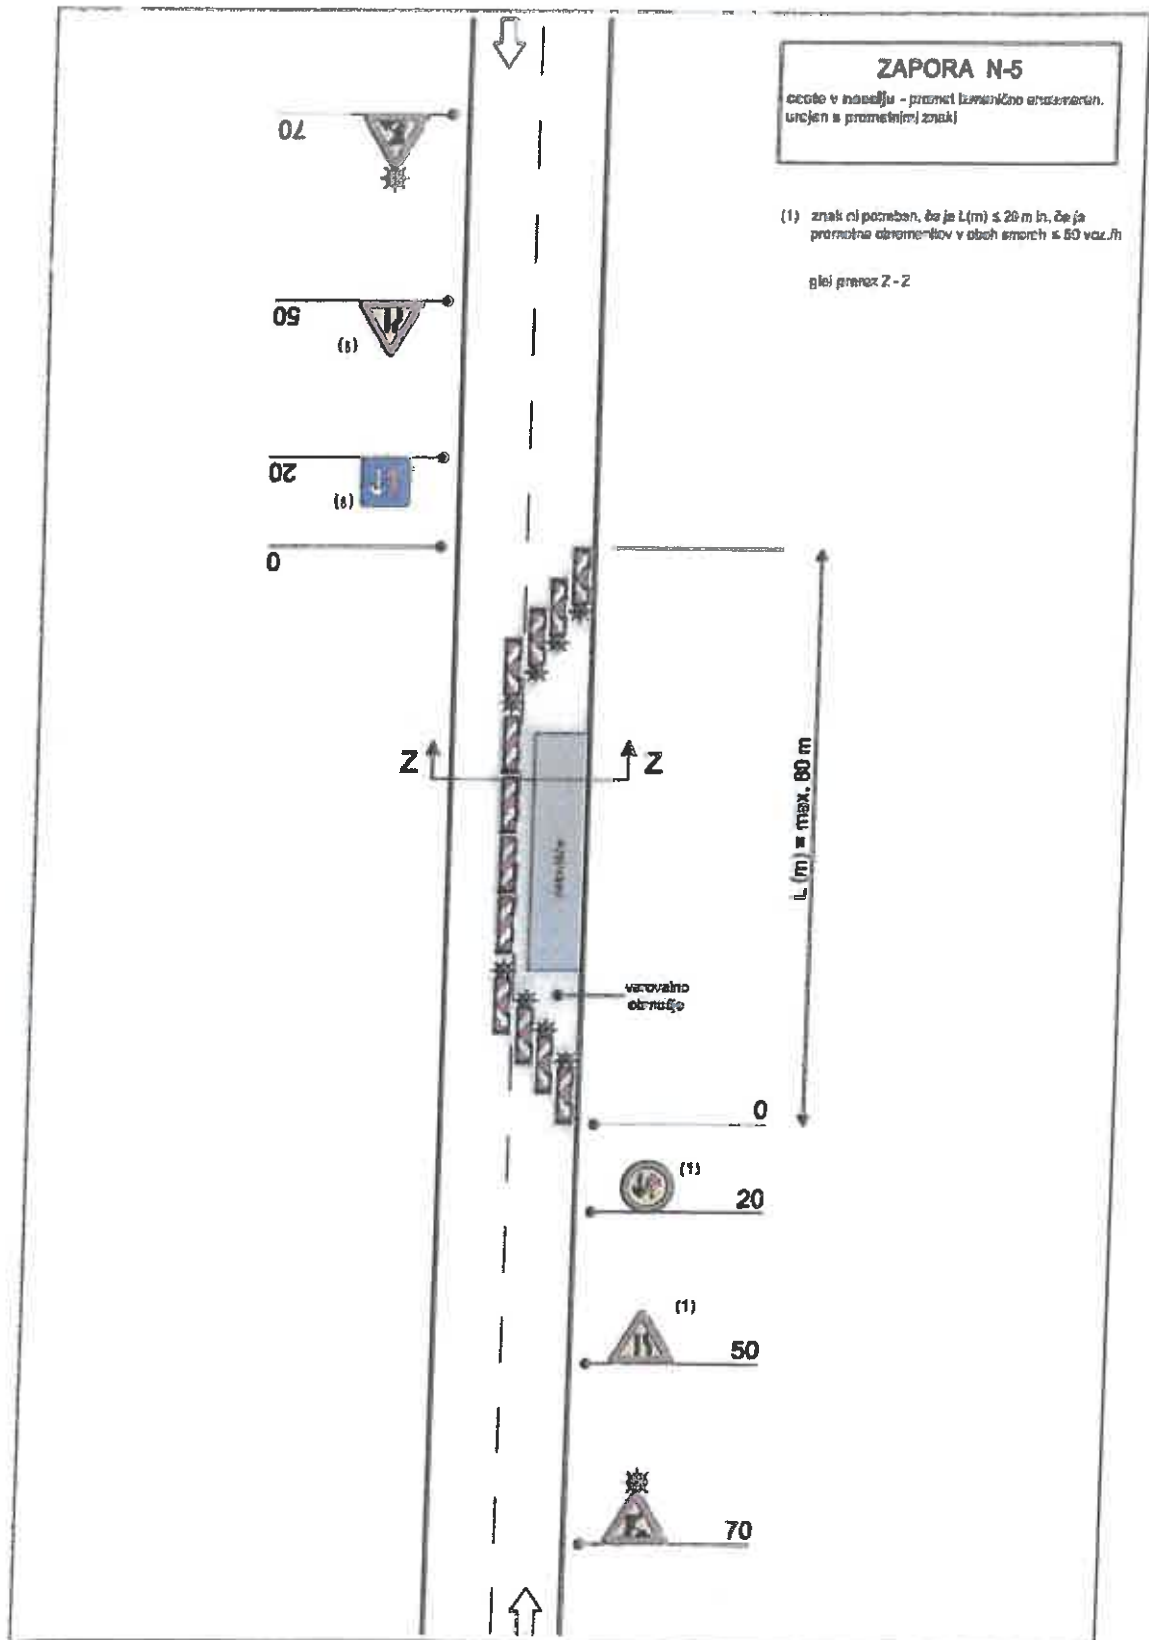 ZAPORA N-5
ceste v naselju - promet izmenično enosmeren,
urejen s prometnimi znaki
(1) znak ni potreben, če je L(m) ≤ 20 m in, če je
prometna obremenitev v obeh smereh ≤ 50 voz./h
glej prerez Z - Z
70
50
(1)
20
(1)
0
Z
Z
L (m) = max. 60 m
varovalno
območje
0
(1)
20
(1)
50
70